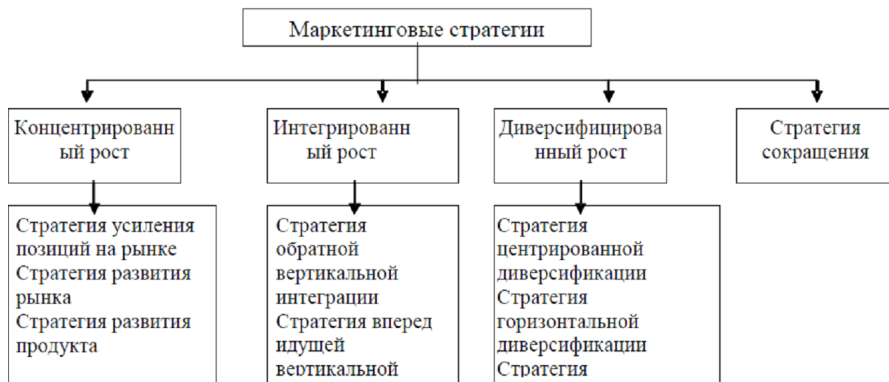 Маркетинговые стратегии
Концентрированн
ый рост
Интегрированн
ый рост
Диверсифицирова
нный рост
Стратегия
сокращения
Стратегия усиления
позиций на рынке
Стратегия развития
рынка
Стратегия развития
продукта
Стратегия
обратной
вертикальной
интеграции
Стратегия вперед
идущей
вертикальной
Стратегия
центрированной
диверсификации
Стратегия
горизонтальной
диверсификации
Стратегия